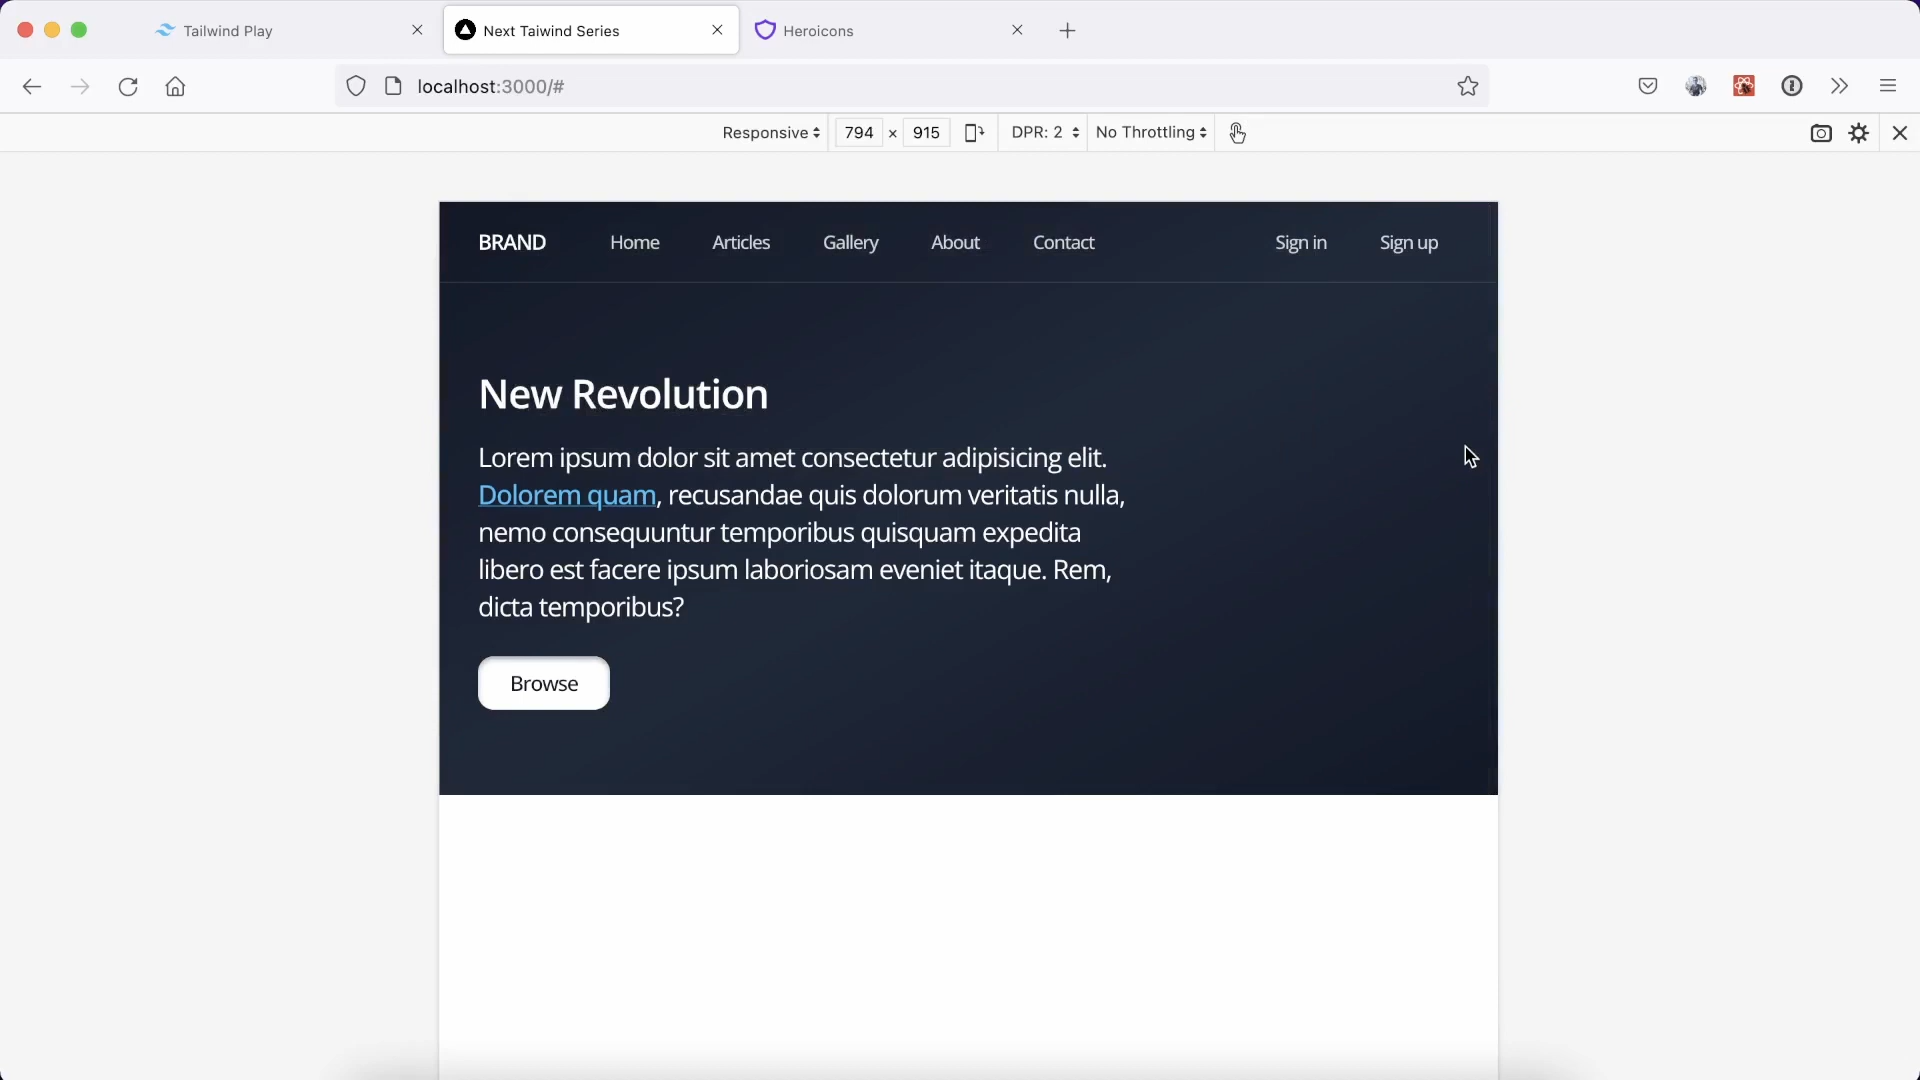 Tailwind Play
Next Taiwind Series
Heroicons
localhost:3000/#
Responsive
794 × 915
DPR: 2
No Throttling
BRAND
Home
Articles
Gallery
About
Contact
Sign in
Sign up
New Revolution
Lorem ipsum dolor sit amet consectetur adipisicing elit.
Dolorem quam, recusandae quis dolorum veritatis nulla,
nemo consequuntur temporibus quisquam expedita
libero est facere ipsum laboriosam eveniet itaque. Rem,
dicta temporibus?
Browse